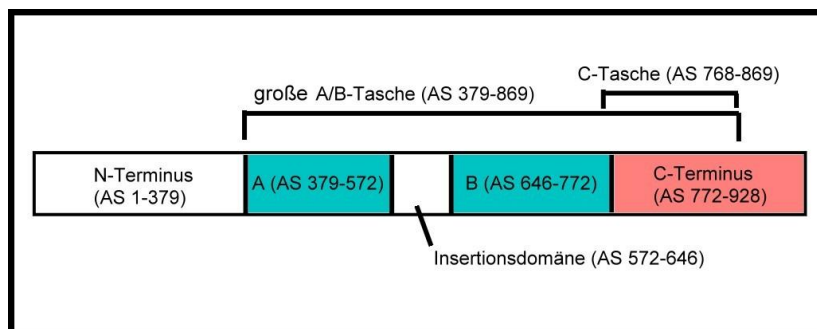 C-Tasche (AS 768-869)
große A/B-Tasche (AS 379-869)
N-Terminus
(AS 1-379)
A (AS 379-572)
B (AS 646-772)
C-Terminus
(AS 772-928)
Insertionsdomäne (AS 572-646)